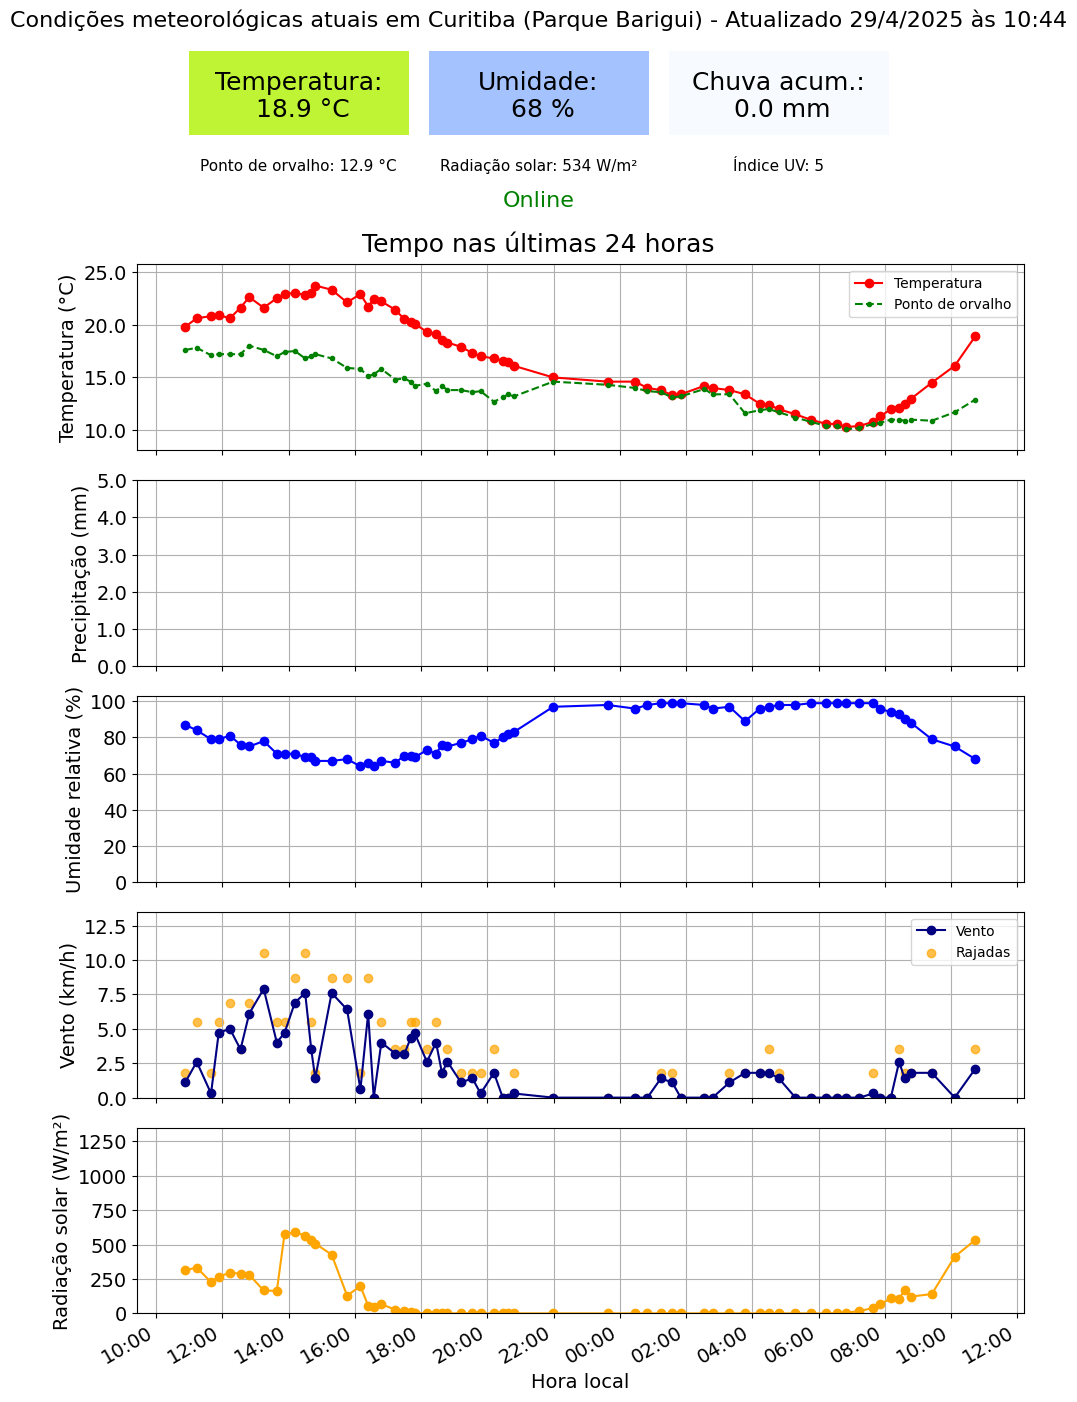 Condições meteorológicas atuais em Curitiba (Parque Barigui) - Atualizado 29/4/2025 às 10:44
Temperatura:
18.9 °C
Umidade:
68 %
Chuva acum.:
0.0 mm
Ponto de orvalho: 12.9 °C
Radiação solar: 534 W/m²
Índice UV: 5
Online
Tempo nas últimas 24 horas
Temperatura (°C)
25.0
20.0
15.0
10.0
Temperatura
Ponto de orvalho
Precipitação (mm)
5.0
4.0
3.0
2.0
1.0
0.0
Umidade relativa (%)
100
80
60
40
20
0
Vento (km/h)
12.5
10.0
7.5
5.0
2.5
0.0
Vento
Rajadas
Radiação solar (W/m²)
1250
1000
750
500
250
0
10:00
12:00
14:00
16:00
18:00
20:00
22:00
00:00
02:00
04:00
06:00
08:00
10:00
12:00
Hora local